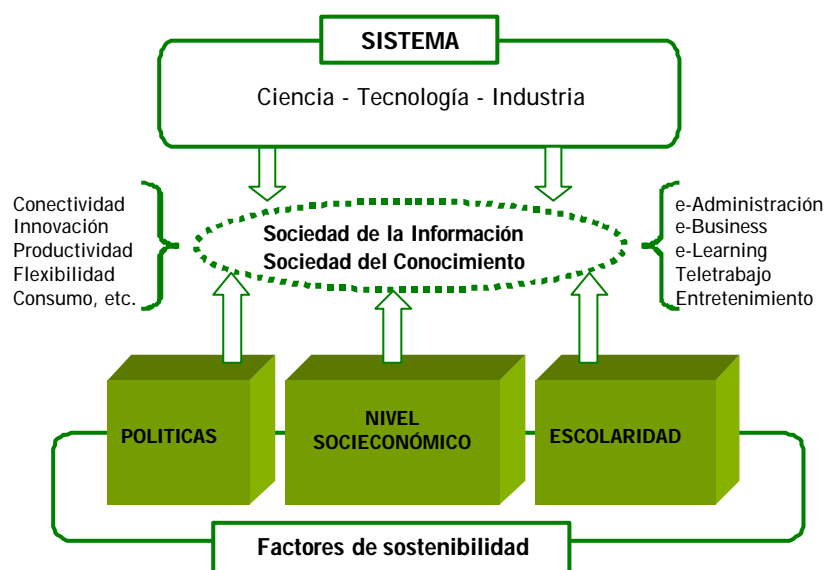 SISTEMA
Ciencia - Tecnología - Industria
Conectividad
Innovación
Productividad
Flexibilidad
Consumo, etc.
Sociedad de la Información
Sociedad del Conocimiento
e-Administración
e-Business
e-Learning
Teletrabajo
Entretenimiento
POLITICAS
NIVEL
SOCIECONÓMICO
ESCOLARIDAD
Factores de sostenibilidad